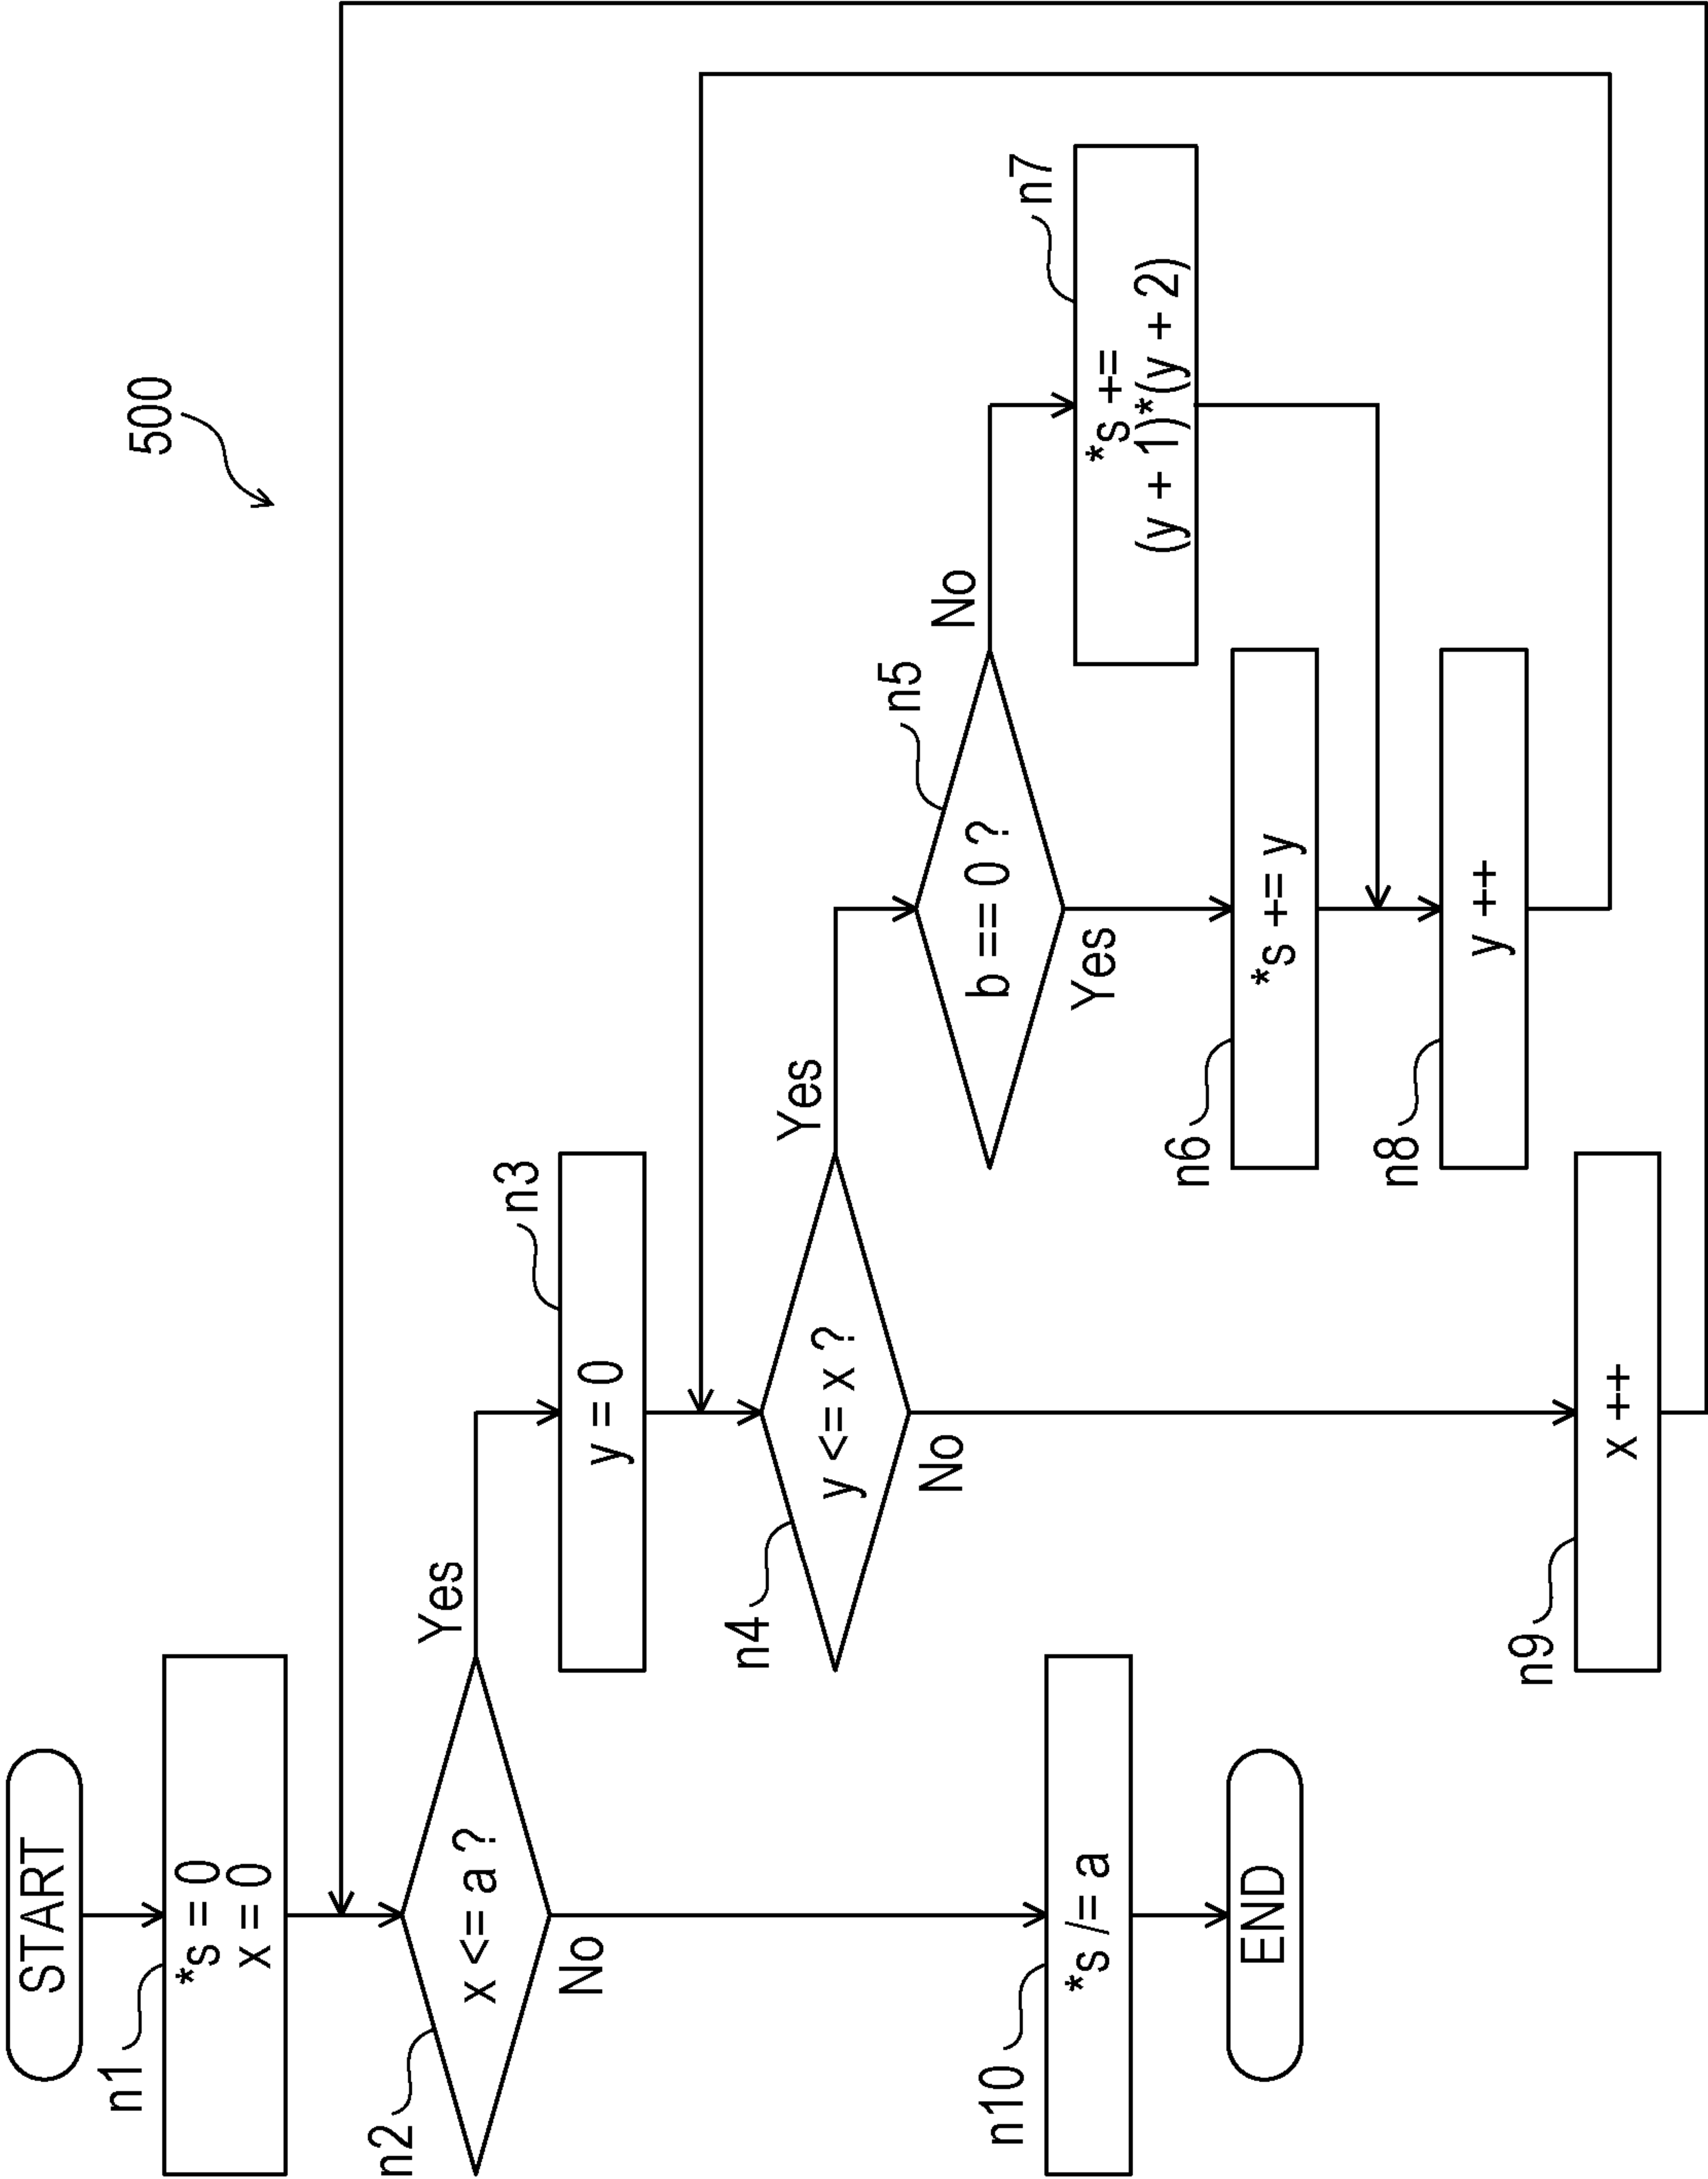 500
START
n1
*s = 0
x = 0
n2
x <= a ?
Yes
No
n3
y = 0
n4
y <= x ?
Yes
No
n5
b == 0 ?
No
Yes
n7
*s +=
(y + 1)*(y + 2)
n6
*s += y
n8
y ++
n9
x ++
n10
*s /= a
END